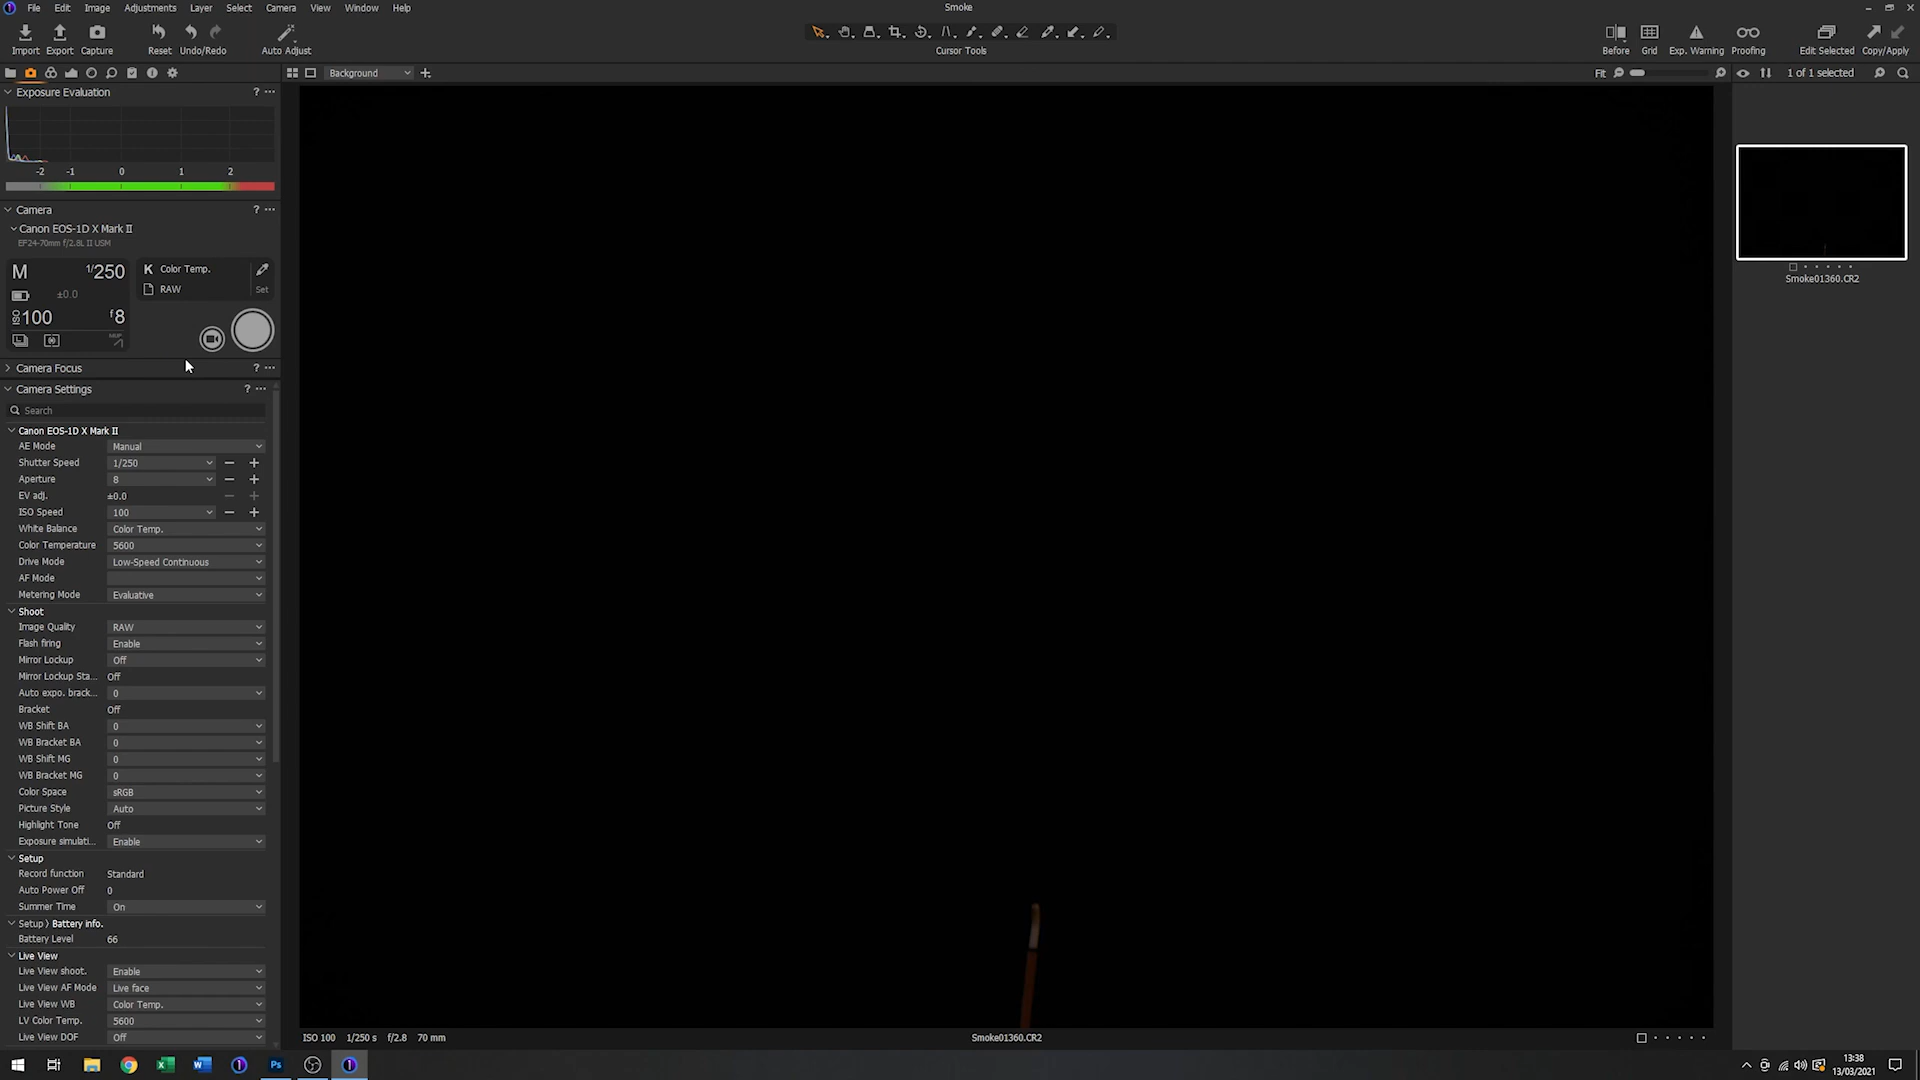 File Edit Image Adjustments Layer Select Camera View Window Help
Smoke
Import Export Capture Reset Undo/Redo Auto Adjust
Cursor Tools
Before Grid Exp. Warning Proofing Edit Selected Copy/Apply
Background
Fit
1 of 1 selected
Exposure Evaluation ?
-2 -1 0 1 2
Camera ?
Canon EOS-1D X Mark II
EF24-70mm f/2.8L II USM
M 1/250
K Color Temp.
±0.0
RAW Set
ISO 100 f8
Camera Focus ?
Camera Settings ?
Search
Canon EOS-1D X Mark II
AE Mode Manual
Shutter Speed 1/250
Aperture 8
EV adj. ±0.0
ISO Speed 100
White Balance Color Temp.
Color Temperature 5600
Drive Mode Low-Speed Continuous
AF Mode
Metering Mode Evaluative
Shoot
Image Quality RAW
Flash firing Enable
Mirror Lockup Off
Mirror Lockup Sta... Off
Auto expo. brack... 0
Bracket Off
WB Shift BA 0
WB Bracket BA 0
WB Shift MG 0
WB Bracket MG 0
Color Space sRGB
Picture Style Auto
Highlight Tone Off
Exposure simulati... Enable
Setup
Record function Standard
Auto Power Off 0
Summer Time On
Setup > Battery info.
Battery Level 66
Live View
Live View shoot. Enable
Live View AF Mode Live face
Live View WB Color Temp.
LV Color Temp. 5600
Live View DOF Off
ISO 100 1/250 s f/2.8 70 mm
Smoke01360.CR2
Smoke01360.CR2
Ps
13:38
13/03/2021